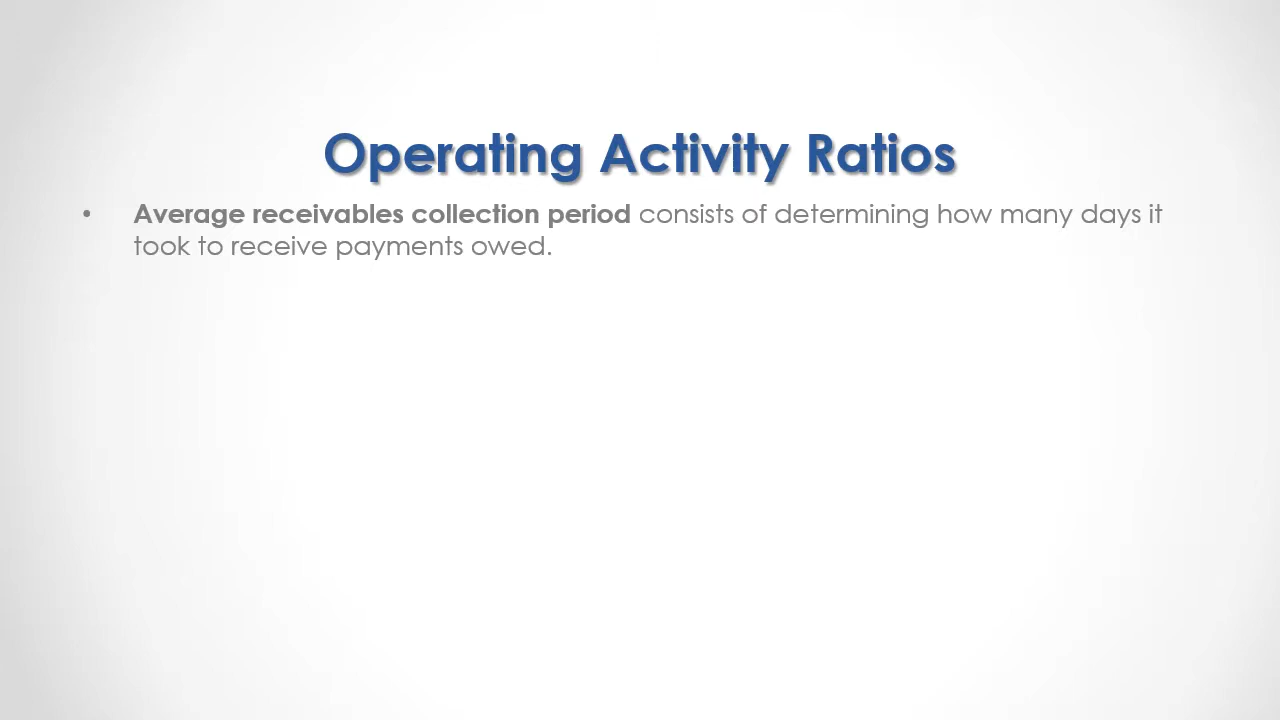 Operating Activity Ratios
• Average receivables collection period consists of determining how many days it
took to receive payments owed.